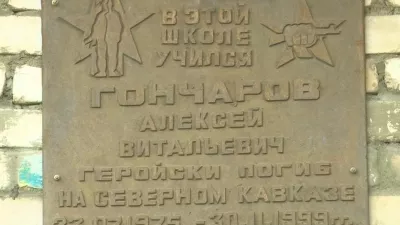 В ЭТОЙ
ШКОЛЕ
УЧИЛСЯ
ГОНЧАРОВ
АЛЕКСЕЙ
ВИТАЛЬЕВИЧ
ГЕРОЙСКИ ПОГИБ
НА СЕВЕРНОМ КАВКАЗЕ